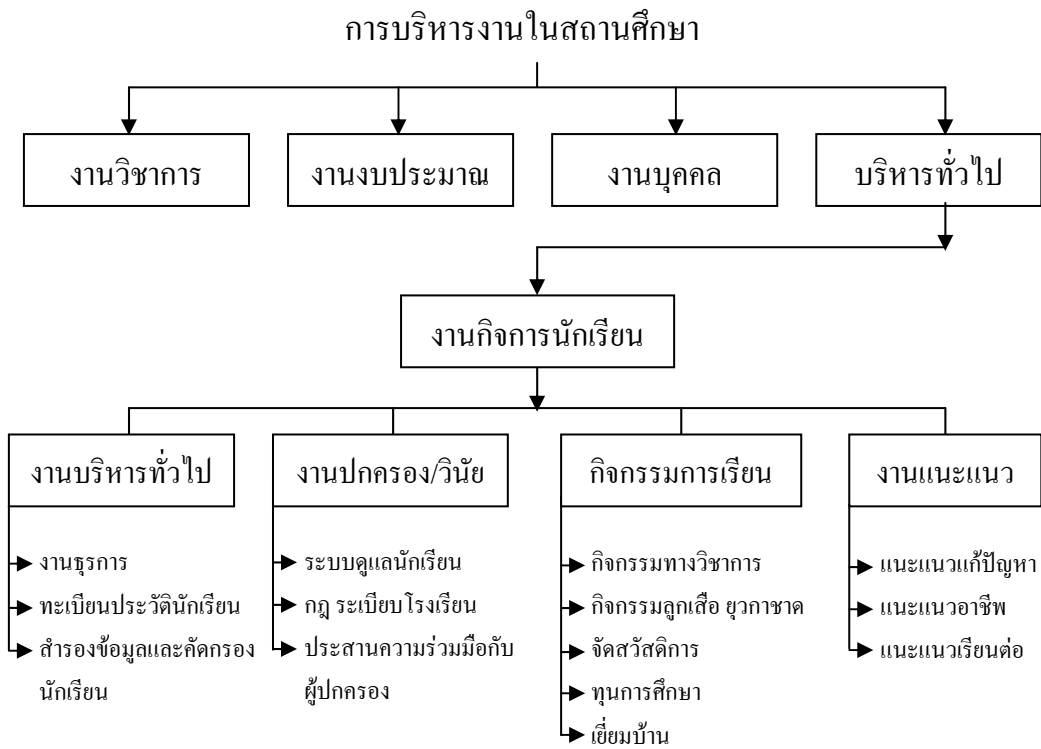 การบริหารงานในสถานศึกษา
งานวิชาการ
งานงบประมาณ
งานบุคคล
บริหารทั่วไป
งานกิจการนักเรียน
งานบริหารทั่วไป
งานธุรการ
ทะเบียนประวัตินักเรียน
สำรองข้อมูลและคัดกรอง
นักเรียน
งานปกครอง/วินัย
ระบบดูแลนักเรียน
กฎ ระเบียบโรงเรียน
ประสานความร่วมมือกับ
ผู้ปกครอง
กิจกรรมการเรียน
กิจกรรมทางวิชาการ
กิจกรรมลูกเสือ ยุวกาชาด
จัดสวัสดิการ
ทุนการศึกษา
เยี่ยมบ้าน
งานแนะแนว
แนะแนวแก้ปัญหา
แนะแนวอาชีพ
แนะแนวเรียนต่อ